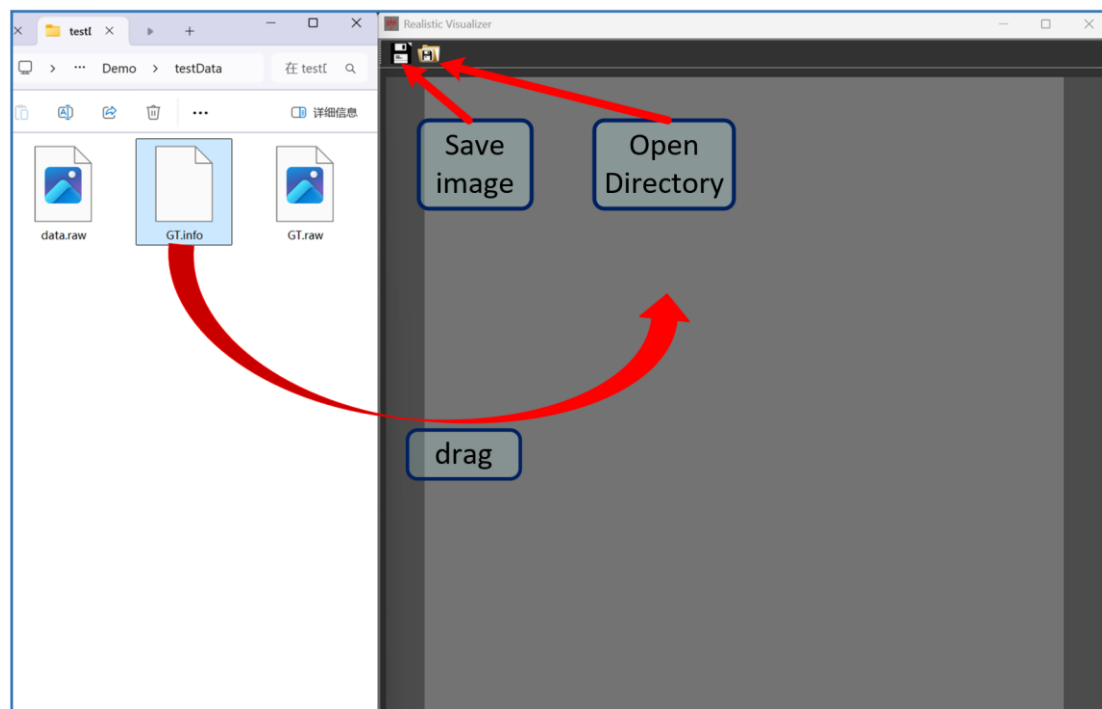 testI
Realistic Visualizer
Demo > testData
在 testI
详细信息
Save
image
Open
Directory
data.raw
GT.info
GT.raw
drag